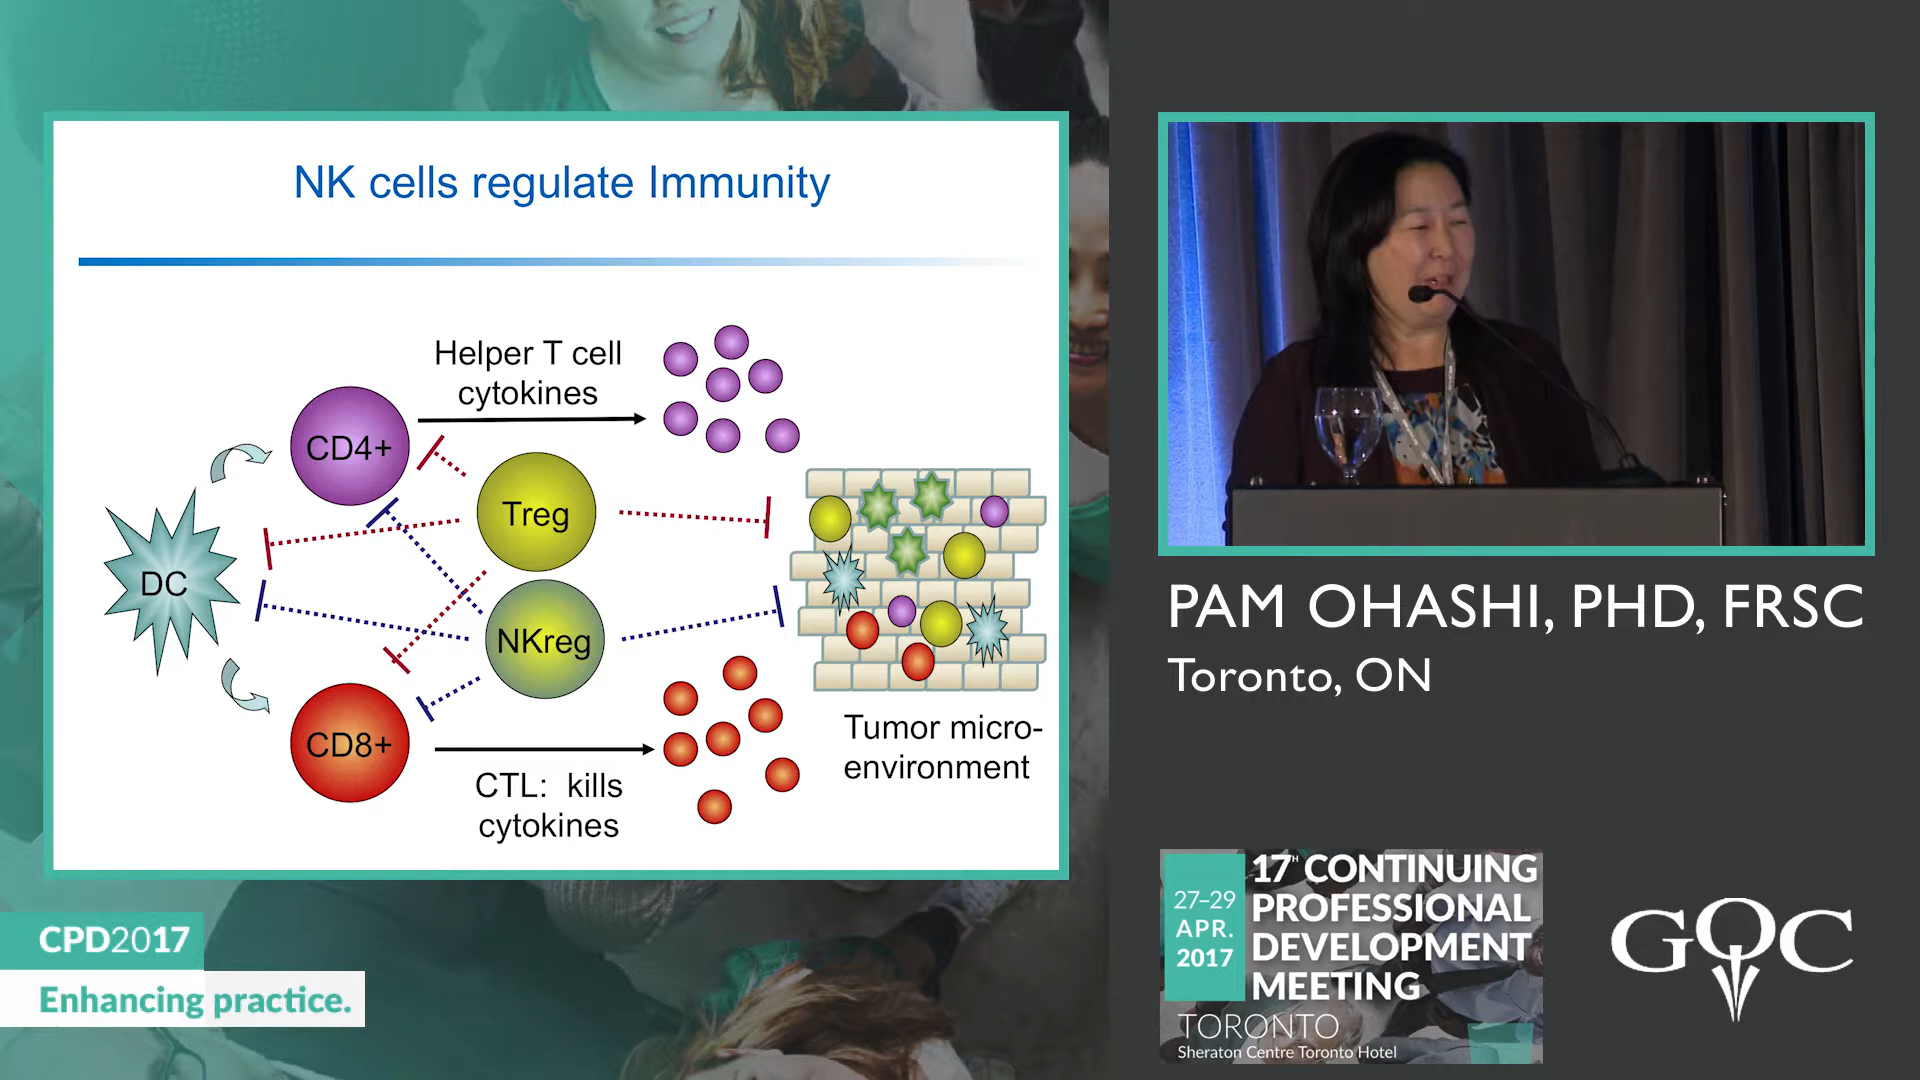 NK cells regulate Immunity
Helper T cell
cytokines
CD4+
Treg
DC
NKreg
CD8+
CTL: kills
cytokines
Tumor micro-
environment
PAM OHASHI, PHD, FRSC
Toronto, ON
CPD2017
Enhancing practice.
27–29
APR.
2017
17TH CONTINUING
PROFESSIONAL
DEVELOPMENT
MEETING
TORONTO
Sheraton Centre Toronto Hotel
GOC